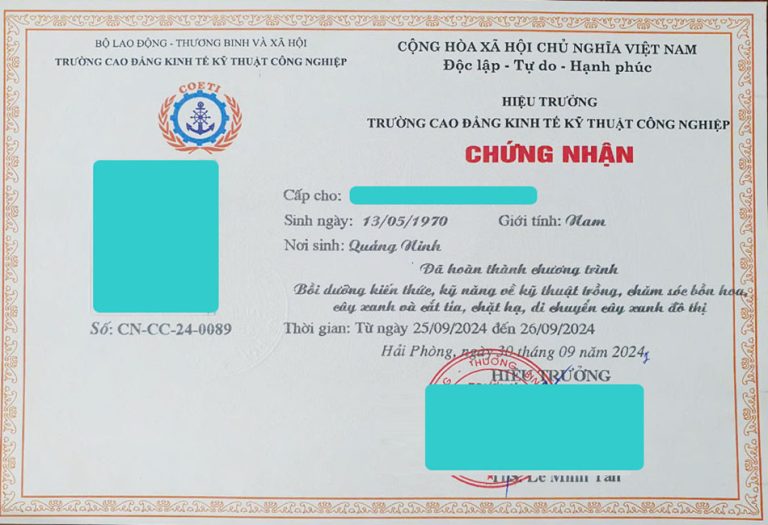 BỘ LAO ĐỘNG - THƯƠNG BINH VÀ XÃ HỘI
TRƯỜNG CAO ĐẲNG KINH TẾ KỸ THUẬT CÔNG NGHIỆP
CỘNG HÒA XÃ HỘI CHỦ NGHĨA VIỆT NAM
Độc lập - Tự do - Hạnh phúc
COETI
HIỆU TRƯỞNG
TRƯỜNG CAO ĐẲNG KINH TẾ KỸ THUẬT CÔNG NGHIỆP
CHỨNG NHẬN
Cấp cho:
Sinh ngày: 13/05/1970 Giới tính: Nam
Nơi sinh: Quảng Ninh
Đã hoàn thành chương trình
Bồi dưỡng kiến thức, kỹ năng về kỹ thuật trồng, chăm sóc bồn hoa,
cây xanh và cắt tỉa, chặt hạ, di chuyển cây xanh đô thị
Số: CN-CC-24-0089
Thời gian: Từ ngày 25/09/2024 đến 26/09/2024
Hải Phòng, ngày 30 tháng 09 năm 2024
HIỆU TRƯỞNG
THƯƠNG
Ths. Lê Minh Tân